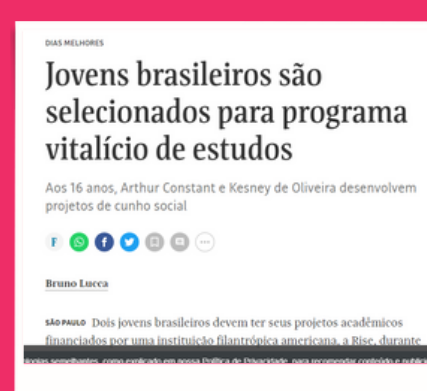 DIAS MELHORES
Jovens brasileiros são
selecionados para programa
vitalício de estudos
Aos 16 anos, Arthur Constant e Kesney de Oliveira desenvolvem
projetos de cunho social
F
Bruno Lucca
SÃO PAULO Dois jovens brasileiros devem ter seus projetos acadêmicos
financiados por uma instituição filantrópica americana, a Rise, durante
semelhantes, como explicado em nossa Política de Privacidade, para recomendar conteúdo e